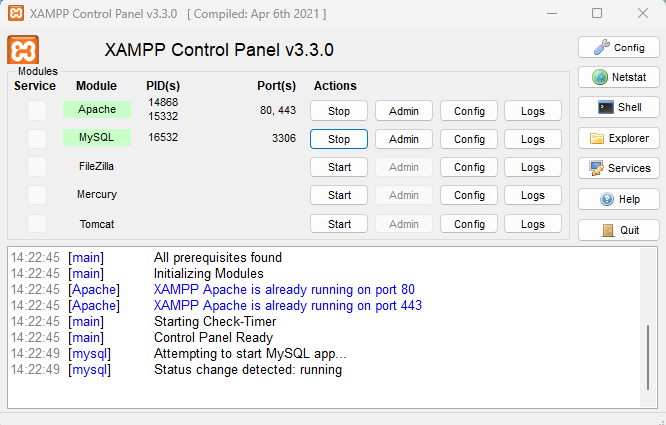 XAMPP Control Panel v3.3.0 [ Compiled: Apr 6th 2021 ]
XAMPP Control Panel v3.3.0
Config
Modules
Service Module PID(s) Port(s) Actions
Netstat
Apache 14868 15332 80, 443 Stop Admin Config Logs
Shell
MySQL 16532 3306 Stop Admin Config Logs
Explorer
FileZilla Start Admin Config Logs
Services
Mercury Start Admin Config Logs
Help
Tomcat Start Admin Config Logs
Quit
14:22:45 [main] All prerequisites found
14:22:45 [main] Initializing Modules
14:22:45 [Apache] XAMPP Apache is already running on port 80
14:22:45 [Apache] XAMPP Apache is already running on port 443
14:22:45 [main] Starting Check-Timer
14:22:45 [main] Control Panel Ready
14:22:49 [mysql] Attempting to start MySQL app...
14:22:49 [mysql] Status change detected: running